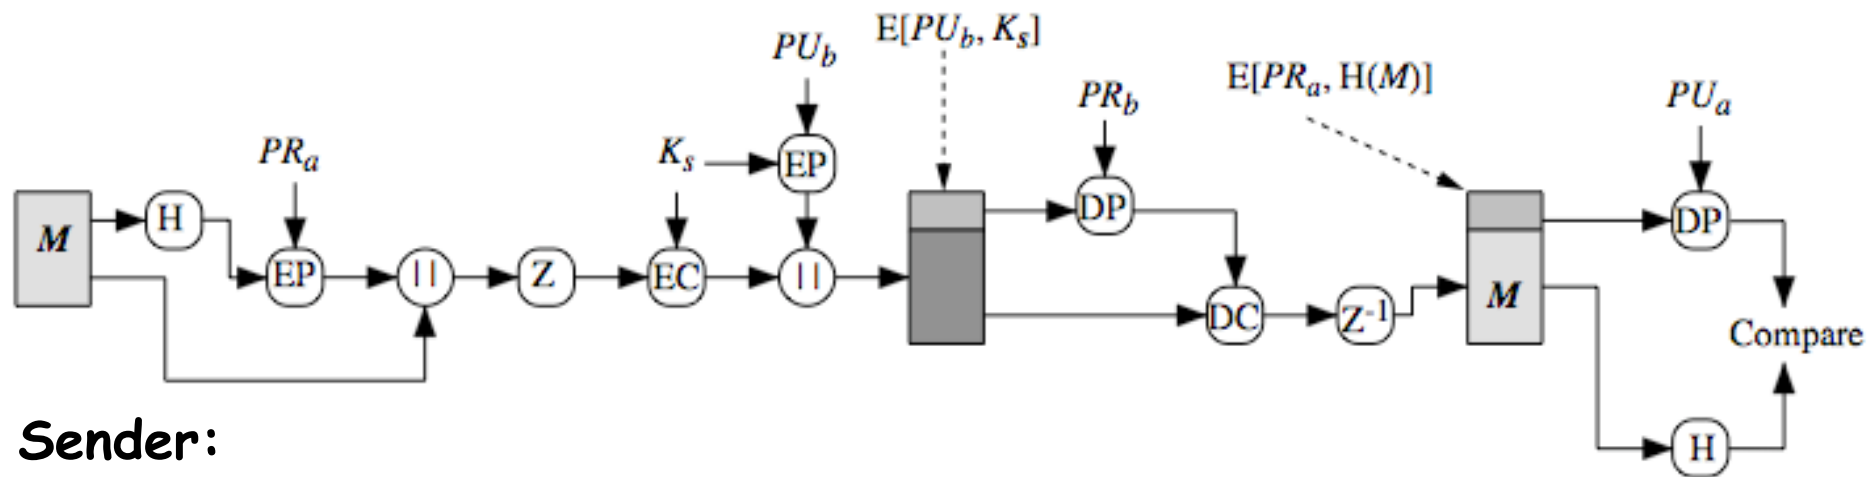 E[PU_b, K_s]
PU_b
E[PR_a, H(M)]
PR_b
PU_a
PR_a
K_s
EP
M
H
DP
DP
EP
||
Z
EC
||
DC
Z^-1
M
Compare
H
Sender: